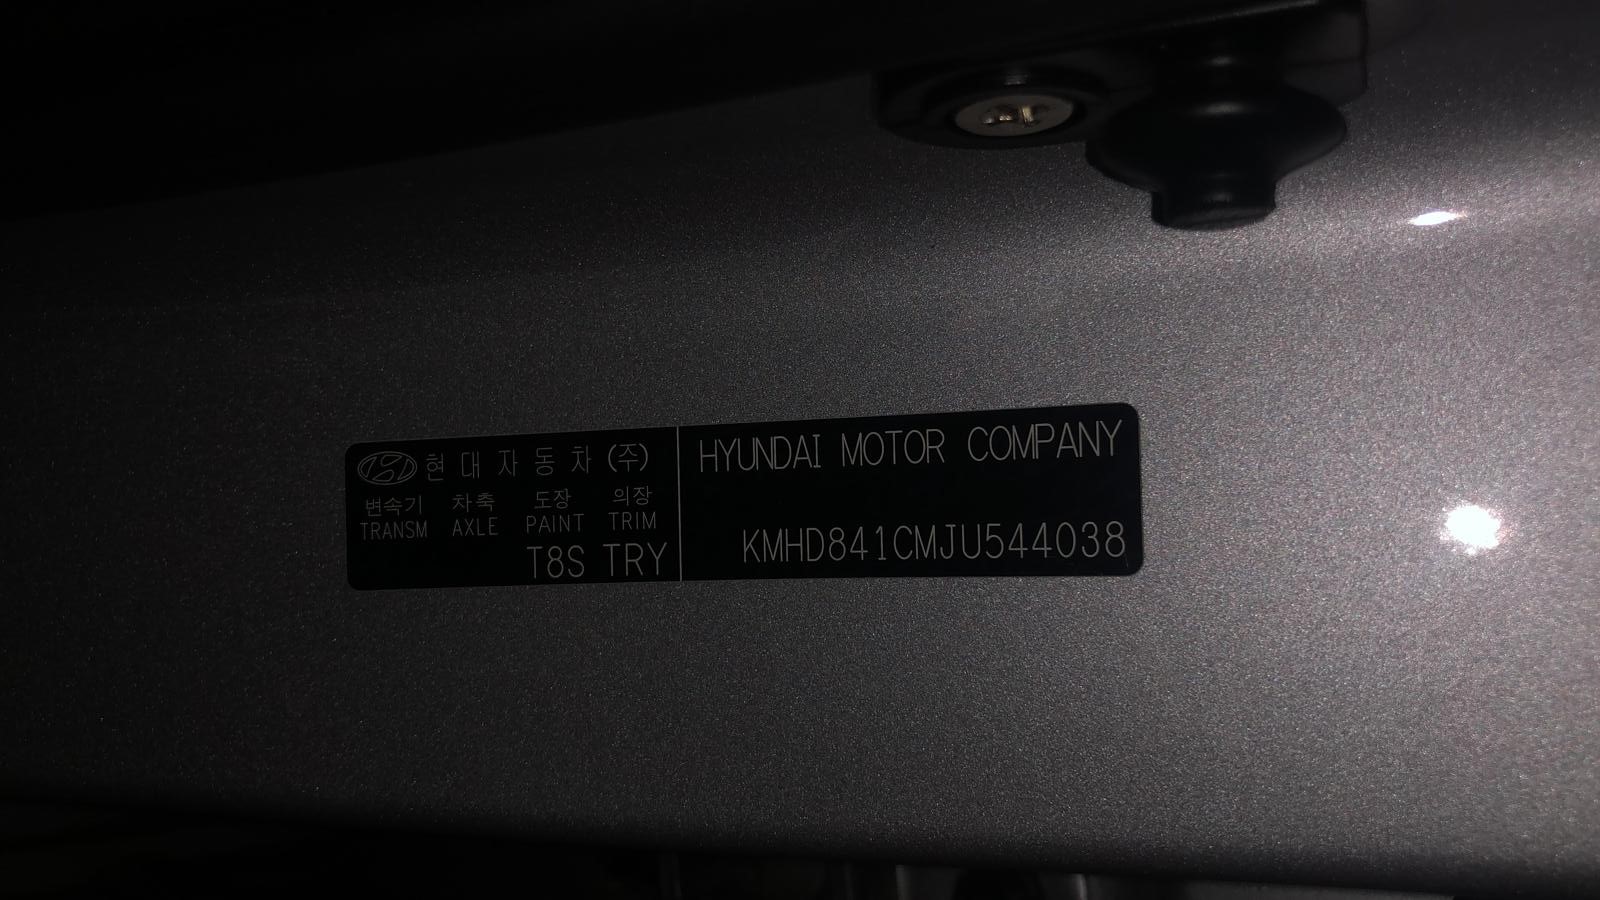 현대자동차(주)
변속기 차축 도장 의장
TRANSM AXLE PAINT TRIM
T8S TRY
HYUNDAI MOTOR COMPANY
KMHD841CMJU544038